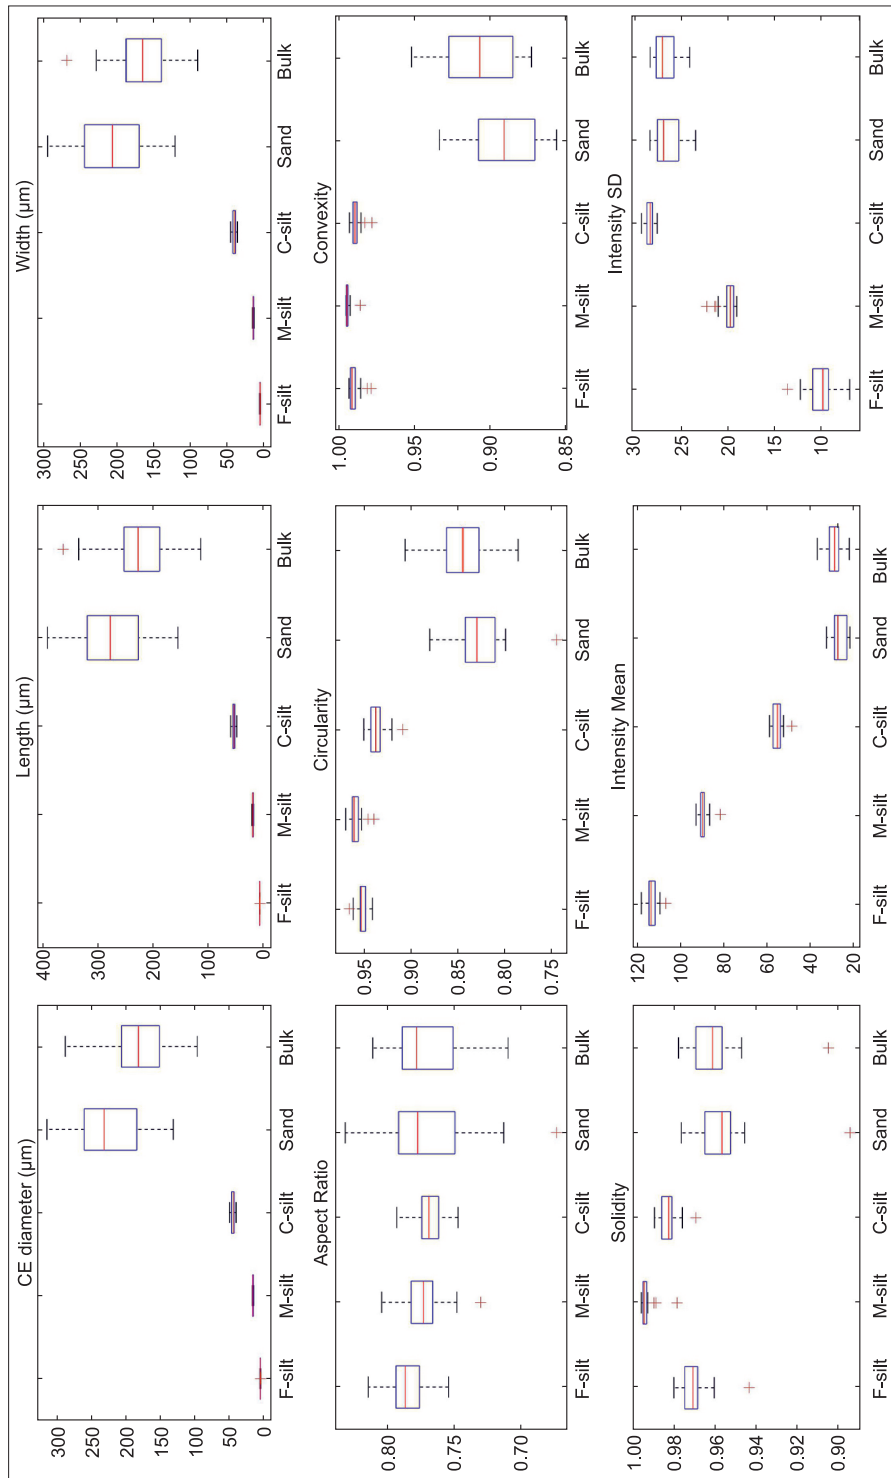 CE diameter (µm)
300
250
200
150
100
50
0
F-silt M-silt C-silt Sand Bulk
Length (µm)
400
300
200
100
0
F-silt M-silt C-silt Sand Bulk
Width (µm)
300
250
200
150
100
50
0
F-silt M-silt C-silt Sand Bulk
Aspect Ratio
0.80
0.75
0.70
F-silt M-silt C-silt Sand Bulk
Circularity
0.95
0.90
0.85
0.80
0.75
F-silt M-silt C-silt Sand Bulk
Convexity
1.00
0.95
0.90
0.85
F-silt M-silt C-silt Sand Bulk
Solidity
1.00
0.98
0.96
0.94
0.92
0.90
F-silt M-silt C-silt Sand Bulk
Intensity Mean
120
100
80
60
40
20
F-silt M-silt C-silt Sand Bulk
Intensity SD
30
25
20
10
F-silt M-silt C-silt Sand Bulk